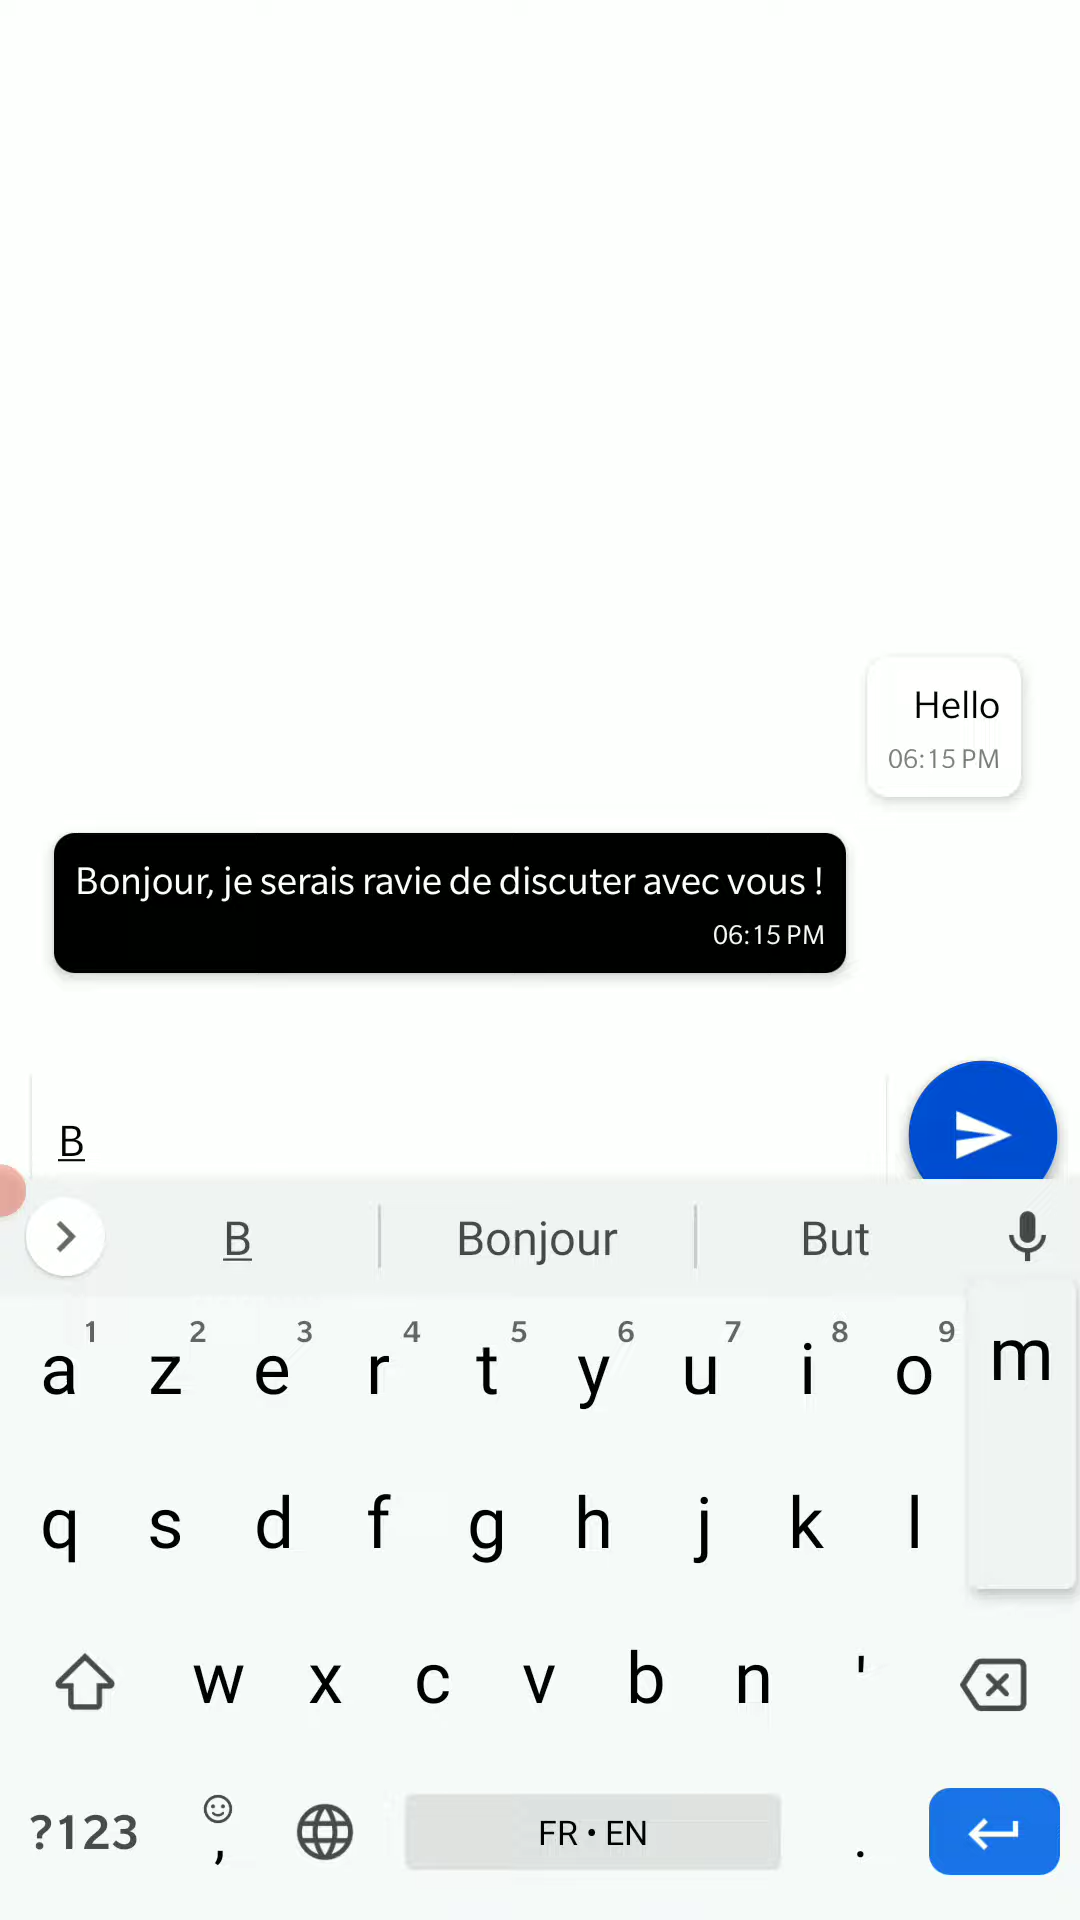 Hello
06:15 PM
Bonjour, je serais ravie de discuter avec vous !
06:15 PM
B
B Bonjour But
1 2 3 4 5 6 7 8 9
a z e r t y u i o m
q s d f g h j k l
w x c v b n '
?123 , FR • EN .